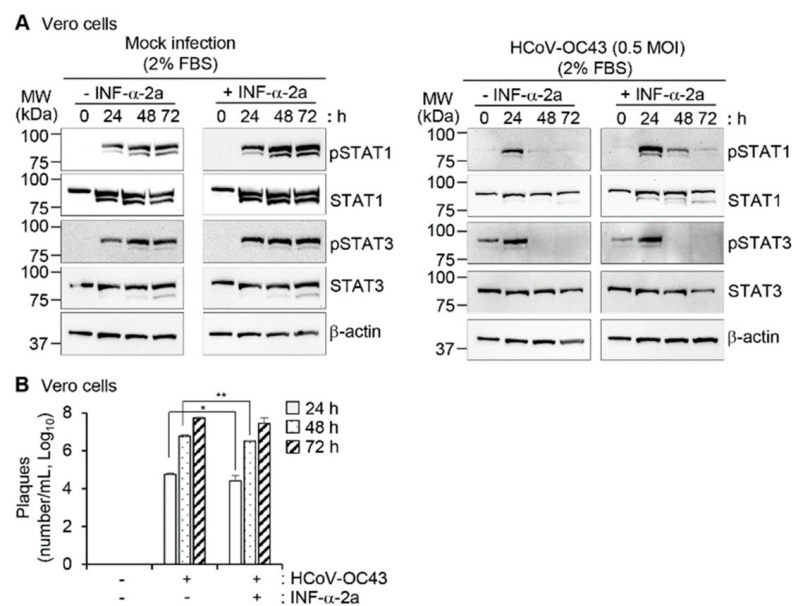 A Vero cells
Mock infection
(2% FBS)
- INF-α-2a + INF-α-2a
MW
(kDa)
0 24 48 72 0 24 48 72 : h
100
75
pSTAT1
100
75
STAT1
100
75
pSTAT3
100
75
STAT3
37
β-actin
HCoV-OC43 (0.5 MOI)
(2% FBS)
- INF-α-2a + INF-α-2a
MW
(kDa)
0 24 48 72 0 24 48 72 : h
100
75
pSTAT1
100
75
STAT1
100
75
pSTAT3
100
75
STAT3
37
β-actin
B Vero cells
Plaques
(number/mL, Log10)
8
6
4
2
0
**
*
24 h
48 h
72 h
- + + : HCoV-OC43
- - + : INF-α-2a